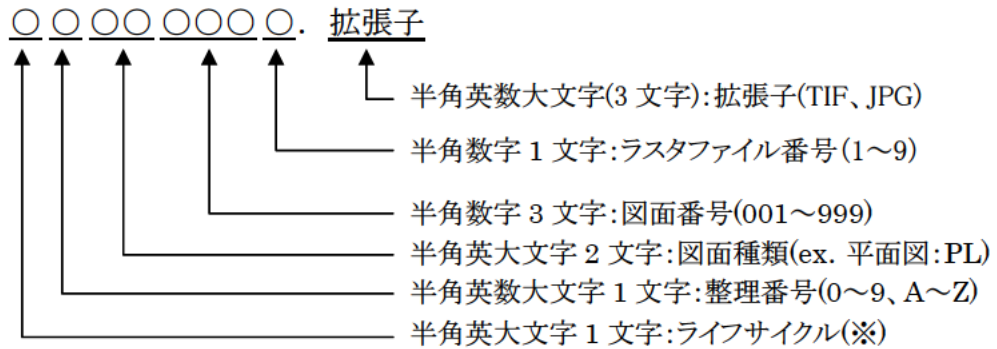 ○ ○ ○○ ○○○ ○. 拡張子
半角英数大文字(3 文字):拡張子(TIF、JPG)
半角数字 1 文字:ラスタファイル番号(1～9)
半角数字 3 文字:図面番号(001～999)
半角英大文字 2 文字:図面種類(ex. 平面図:PL)
半角英数大文字 1 文字:整理番号(0～9、A～Z)
半角英大文字 1 文字:ライフサイクル(※)